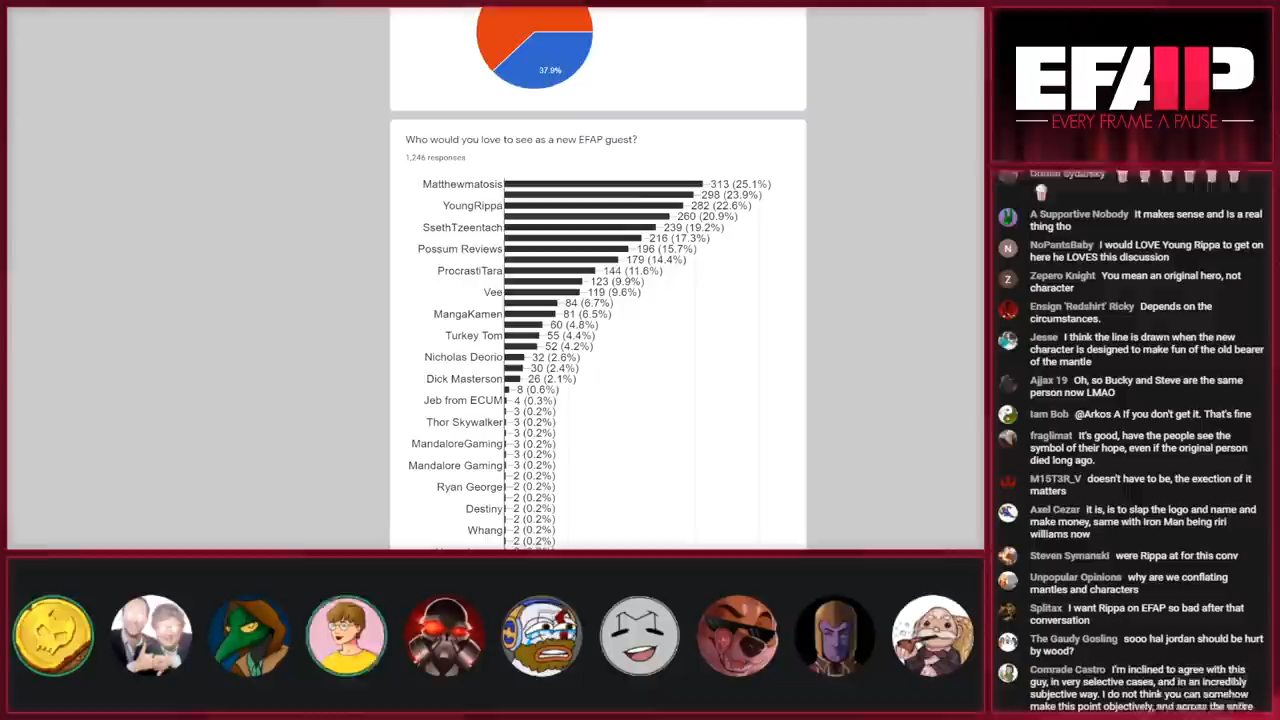 37.9%
Who would you love to see as a new EFAP guest?
1,246 responses
Matthewmatosis 313 (25.1%)
298 (23.9%)
YoungRippa 282 (22.6%)
260 (20.9%)
SsethTzeentach 239 (19.2%)
216 (17.3%)
Possum Reviews 196 (15.7%)
179 (14.4%)
ProcrastiTara 144 (11.6%)
123 (9.9%)
Vee 119 (9.6%)
84 (6.7%)
MangaKamen 81 (6.5%)
60 (4.8%)
Turkey Tom 55 (4.4%)
52 (4.2%)
Nicholas Deorio 32 (2.6%)
30 (2.4%)
Dick Masterson 26 (2.1%)
8 (0.6%)
Jeb from ECUM 4 (0.3%)
3 (0.2%)
Thor Skywalker 3 (0.2%)
3 (0.2%)
MandaloreGaming 3 (0.2%)
3 (0.2%)
Mandalore Gaming 3 (0.2%)
2 (0.2%)
Ryan George 2 (0.2%)
2 (0.2%)
Destiny 2 (0.2%)
2 (0.2%)
Whang 2 (0.2%)
2 (0.2%)
EFAP
EVERY FRAME A PAUSE
A Supportive Nobody It makes sense and Is a real
thing tho
N NoPantsBaby I would LOVE Young Rippa to get on
here he LOVES this discussion
Z Zepero Knight You mean an original hero, not
character
Ensign 'Redshirt' Ricky Depends on the
circumstances.
Jesse I think the line is drawn when the new
character is designed to make fun of the old bearer
of the mantle
Ajjax 19 Oh, so Bucky and Steve are the same
person now LMAO
Iam Bob @Arkos A If you don't get it. That's fine
fraglimat It's good, have the people see the
symbol of their hope, even if the original person
died long ago.
M15T3R_V doesn't have to be, the exection of it
matters
Axel Cezar it is, is to slap the logo and name and
make money, same with Iron Man being riri
williams now
Steven Symanski were Rippa at for this conv
Unpopular Opinions why are we conflating
mantles and characters
Splitax I want Rippa on EFAP so bad after that
conversation
The Gaudy Gosling sooo hal jordan should be hurt
by wood?
Comrade Castro I'm inclined to agree with this
guy, in very selective cases, and in an incredibly
subjective way. I do not think you can somehow
make this point objectively, and across the entire